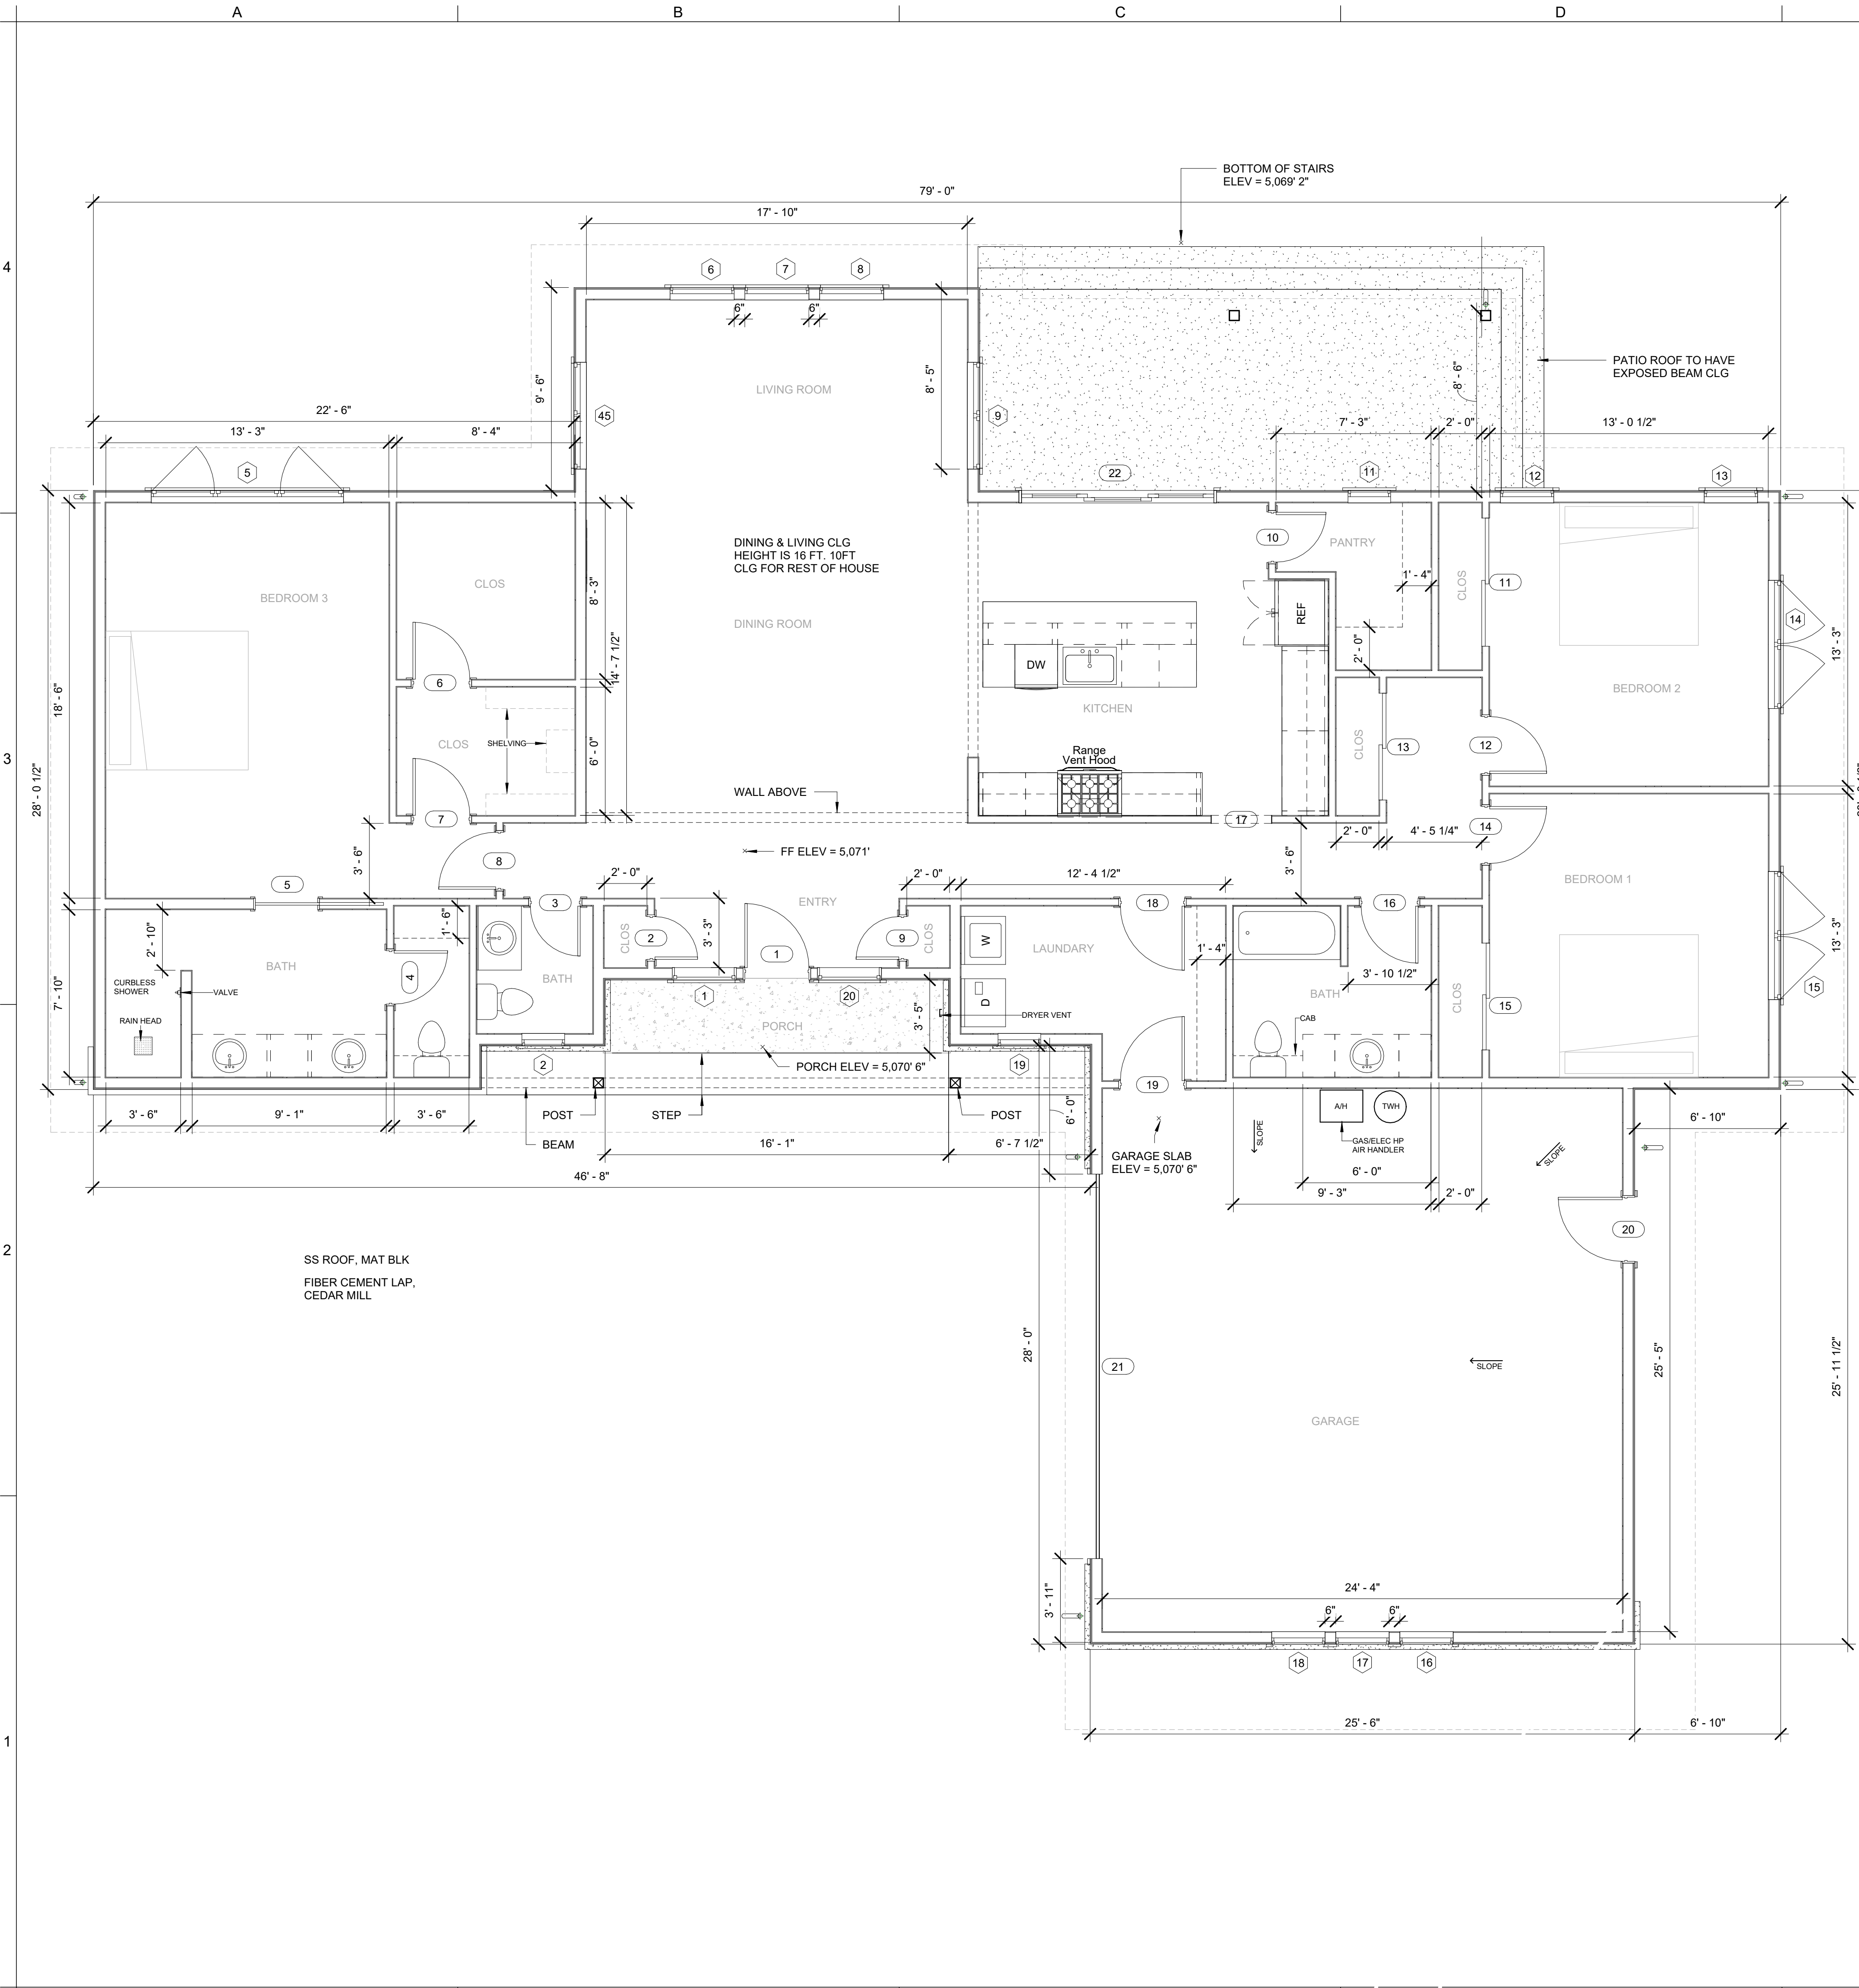 A
B
C
D
BOTTOM OF STAIRS
ELEV = 5,069' 2"
79' - 0"
17' - 10"
4
6
7
8
6"
6"
PATIO ROOF TO HAVE
EXPOSED BEAM CLG
9' - 6"
8' - 5"
8' - 6"
LIVING ROOM
22' - 6"
45
9
13' - 3"
8' - 4"
7' - 3"
2' - 0"
13' - 0 1/2"
5
22
11
12
13
DINING & LIVING CLG
HEIGHT IS 16 FT. 10FT
CLG FOR REST OF HOUSE
10
PANTRY
1' - 4"
CLOS
11
CLOS
8' - 3"
BEDROOM 3
REF
14
13' - 3"
DINING ROOM
2' - 0"
DW
14' - 7 1/2"
6
18' - 6"
BEDROOM 2
KITCHEN
3
CLOS
SHELVING
6' - 0"
Range
Vent Hood
CLOS
13
12
28' - 0 1/2"
WALL ABOVE
7
17
14
2' - 0"
4' - 5 1/4"
3' - 6"
8
FF ELEV = 5,071'
3' - 6"
2' - 0"
2' - 0"
12' - 4 1/2"
BEDROOM 1
5
3
ENTRY
18
16
1' - 6"
2' - 10"
CLOS
2
3' - 3"
9
CLOS
W
LAUNDARY
1' - 4"
13' - 3"
1
BATH
4
BATH
3' - 10 1/2"
CURBLESS
SHOWER
VALVE
7' - 10"
1
20
D
BATH
CLOS
15
15
RAIN HEAD
PORCH
3' - 5"
DRYER VENT
CAB
2
PORCH ELEV = 5,070' 6"
19
19
POST
STEP
POST
BEAM
3' - 6"
9' - 1"
3' - 6"
6' - 0"
A/H
TWH
6' - 10"
SLOPE
SLOPE
16' - 1"
6' - 7 1/2"
GAS/ELEC HP
AIR HANDLER
GARAGE SLAB
ELEV = 5,070' 6"
46' - 8"
6' - 0"
9' - 3"
2' - 0"
20
2
SS ROOF, MAT BLK
FIBER CEMENT LAP,
CEDAR MILL
28' - 0"
21
SLOPE
25' - 5"
25' - 11 1/2"
GARAGE
3' - 11"
24' - 4"
6"
6"
18
17
16
25' - 6"
6' - 10"
1